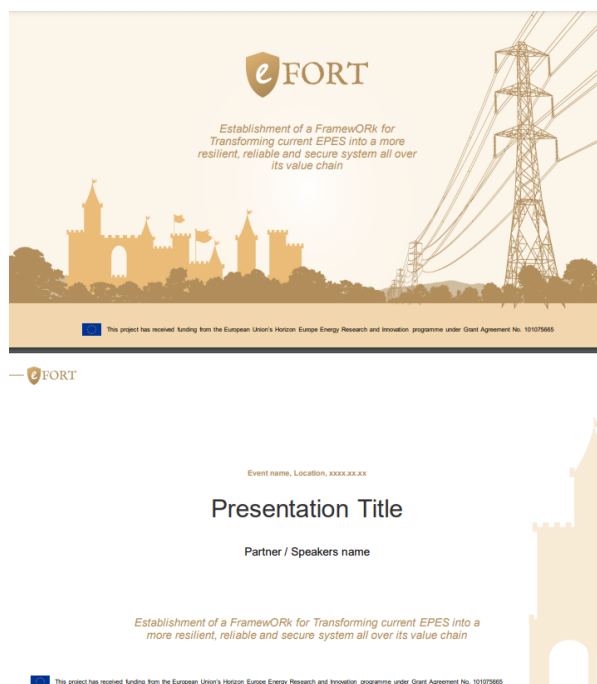 e FORT
Establishment of a FramewORk for
Transforming current EPES into a more
resilient, reliable and secure system all over
its value chain
This project has received funding from the European Union's Horizon Europe Energy Research and Innovation programme under Grant Agreement No. 101075665
e FORT
Event name, Location, xxxx.xx.xx
Presentation Title
Partner / Speakers name
Establishment of a FramewORk for Transforming current EPES into a
more resilient, reliable and secure system all over its value chain
This project has received funding from the European Union's Horizon Europe Energy Research and Innovation programme under Grant Agreement No. 101075665